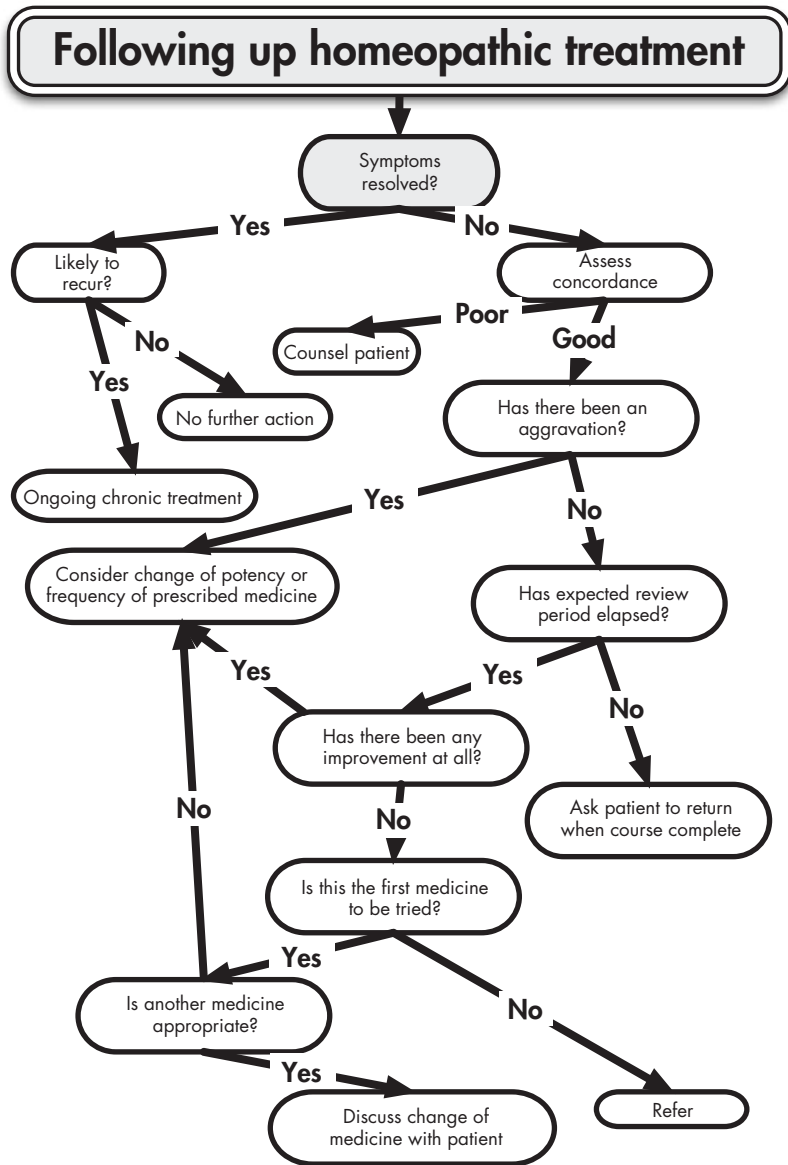 Following up homeopathic treatment
Symptoms
resolved?
Yes
No
Likely to
recur?
Assess
concordance
Poor
Good
Counsel patient
No
Yes
No further action
Has there been an
aggravation?
Ongoing chronic treatment
Yes
No
Consider change of potency or
frequency of prescribed medicine
Has expected review
period elapsed?
Yes
Yes
No
Has there been any
improvement at all?
No
No
Ask patient to return
when course complete
Is this the first medicine
to be tried?
Yes
No
Is another medicine
appropriate?
Yes
Discuss change of
medicine with patient
Refer